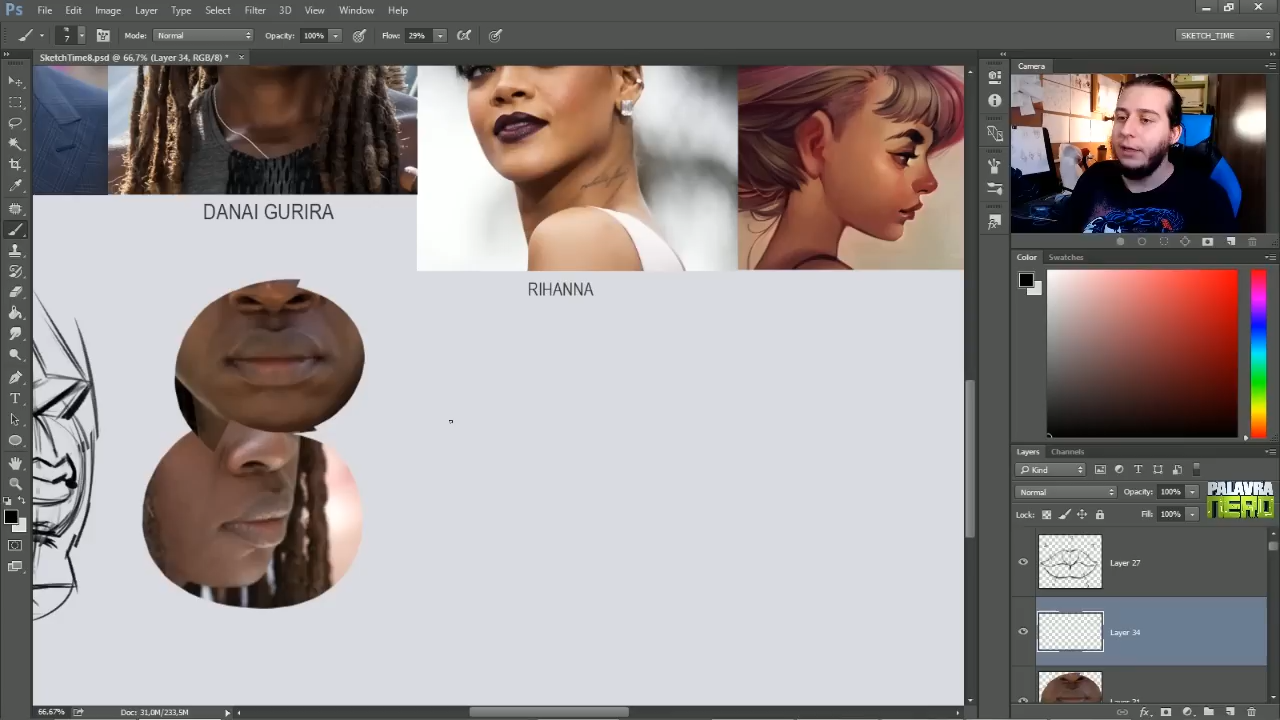 Ps File Edit Image Layer Type Select Filter 3D View Window Help
7 Mode: Normal Opacity: 100% Flow: 29% SKETCH_TIME
SketchTime8.psd @ 66,7% (Layer 34, RGB/8) * ×
Camera
DANAI GURIRA
RIHANNA
Color Swatches
Layers Channels
Kind
Normal Opacity: 100%
Lock: Fill: 100%
PALAVRA
NERD
Layer 27
Layer 34
66,67% Doc: 31,0M/233,5M